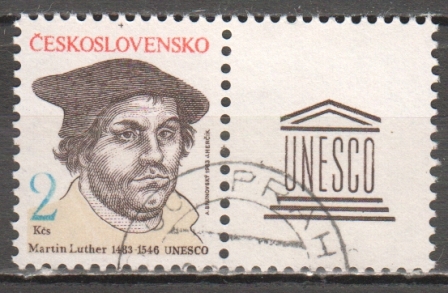 ČESKOSLOVENSKO
UNESCO
2
Kčs
Martin Luther 1483-1546 UNESCO